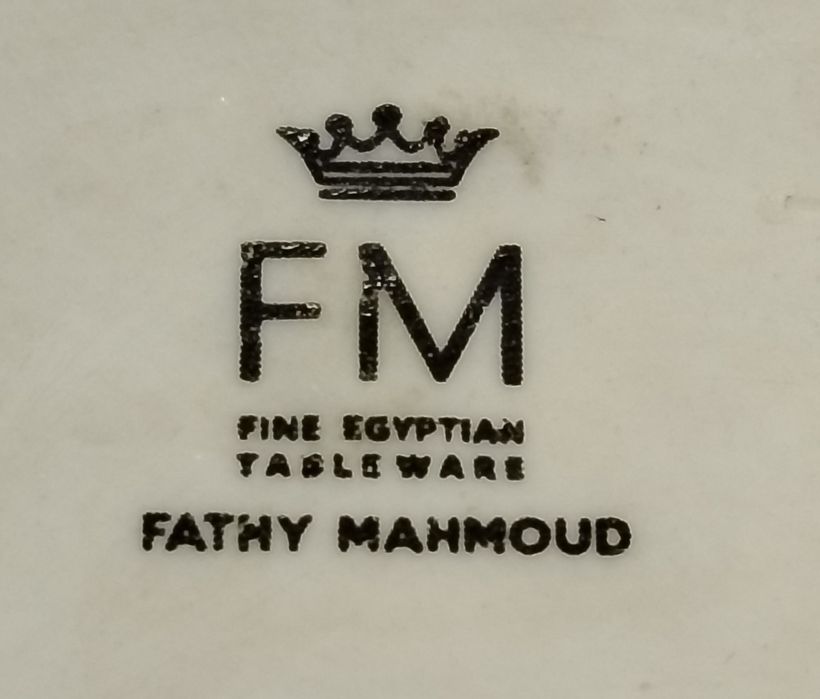 FM
FINE EGYPTIAN
TABLEWARE
FATHY MAHMOUD